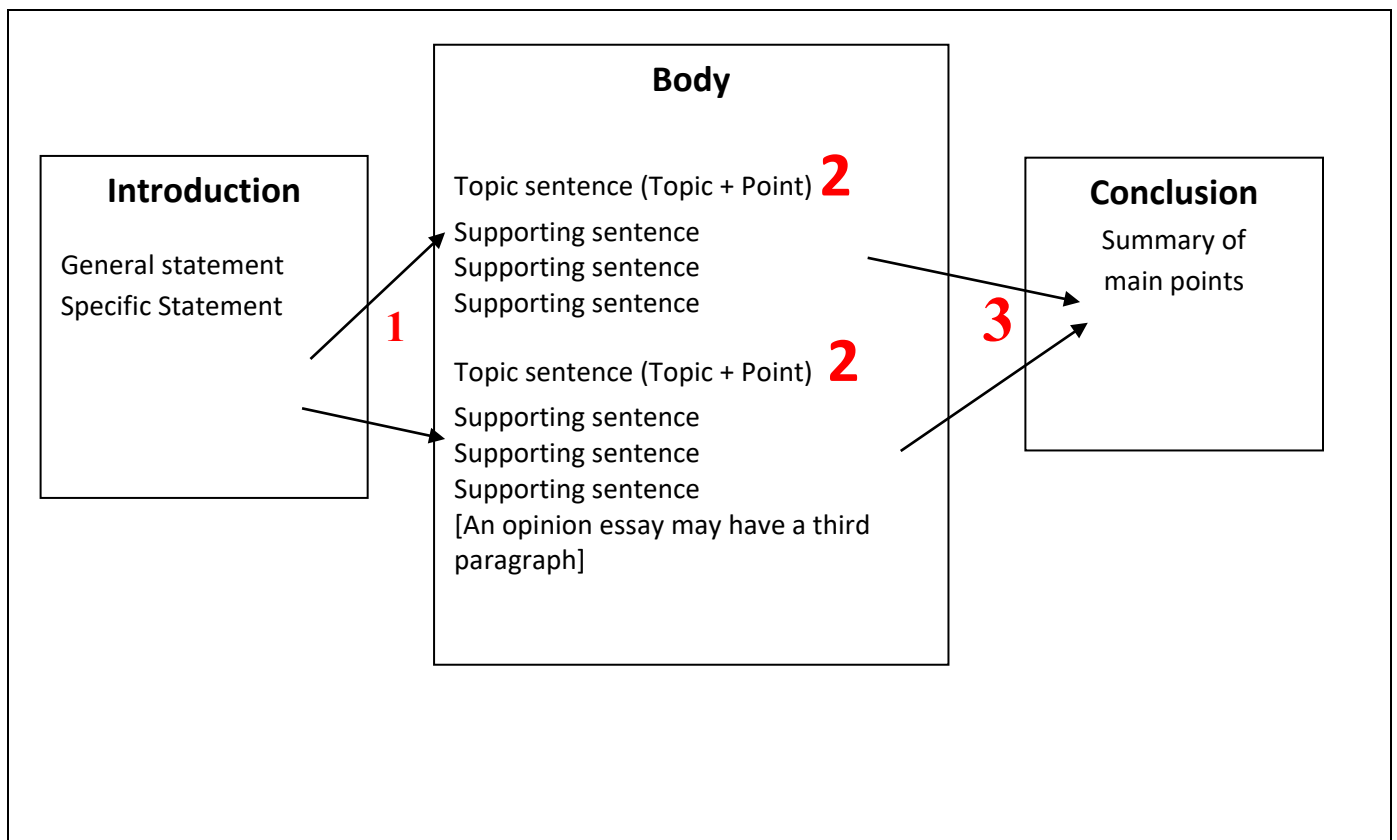 Introduction
General statement
Specific Statement
1
Body
Topic sentence (Topic + Point) 2
Supporting sentence
Supporting sentence
Supporting sentence
Topic sentence (Topic + Point) 2
Supporting sentence
Supporting sentence
Supporting sentence
[An opinion essay may have a third
paragraph]
3
Conclusion
Summary of
main points